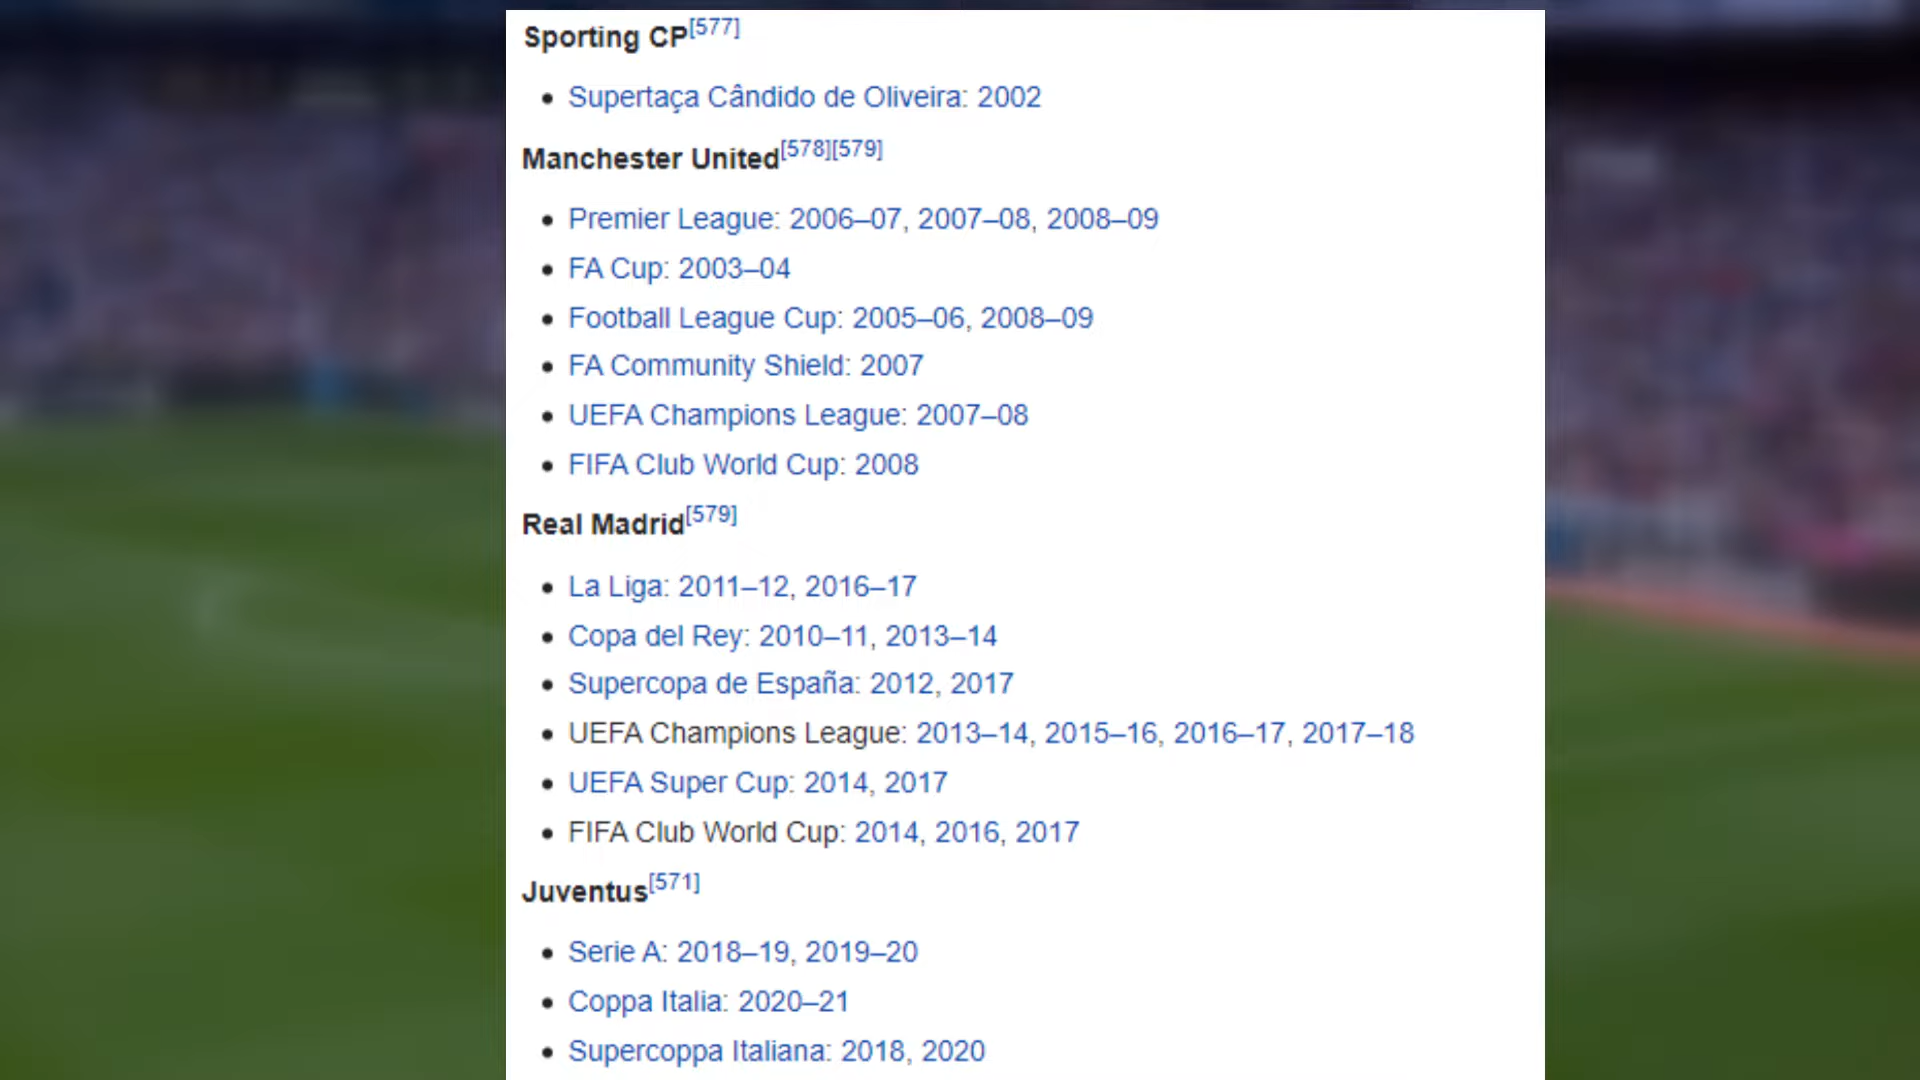 Sporting CP[577]
• Supertaça Cândido de Oliveira: 2002
Manchester United[578][579]
• Premier League: 2006–07, 2007–08, 2008–09
• FA Cup: 2003–04
• Football League Cup: 2005–06, 2008–09
• FA Community Shield: 2007
• UEFA Champions League: 2007–08
• FIFA Club World Cup: 2008
Real Madrid[579]
• La Liga: 2011–12, 2016–17
• Copa del Rey: 2010–11, 2013–14
• Supercopa de España: 2012, 2017
• UEFA Champions League: 2013–14, 2015–16, 2016–17, 2017–18
• UEFA Super Cup: 2014, 2017
• FIFA Club World Cup: 2014, 2016, 2017
Juventus[571]
• Serie A: 2018–19, 2019–20
• Coppa Italia: 2020–21
• Supercoppa Italiana: 2018, 2020